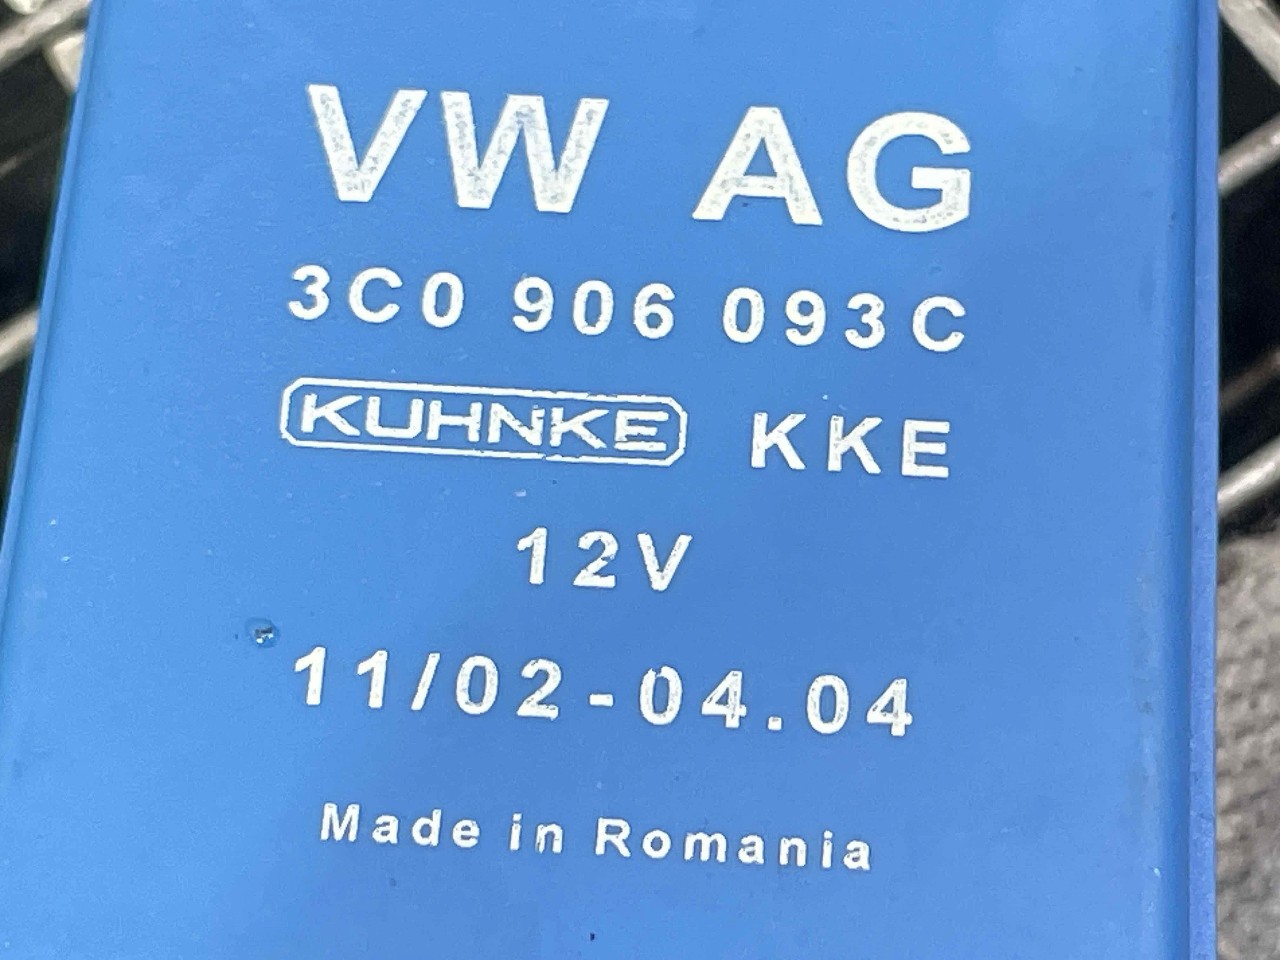 VW AG
3C0 906 093C
KUHNKE KKE
12V
11/02-04.04
Made in Romania